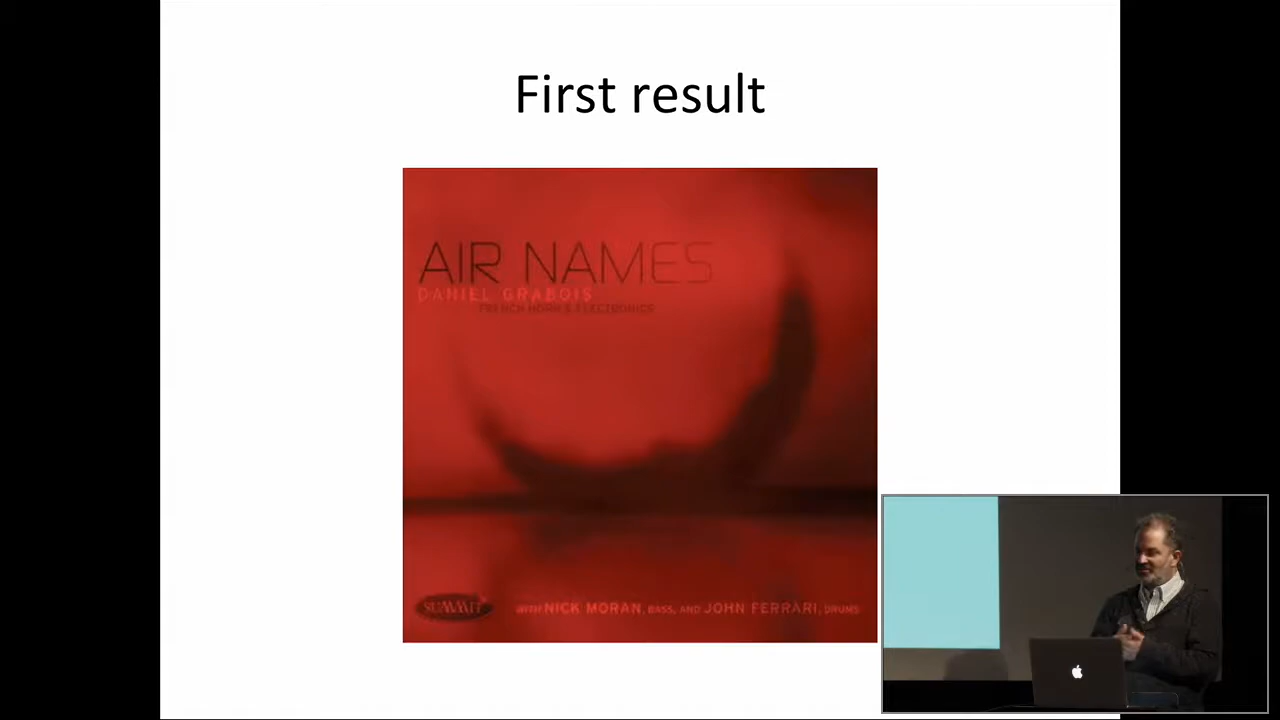 First result
AIR NAMES
DANIEL GRABOIS
FRENCH HORN & ELECTRONICS
SUMMIT
WITH NICK MORAN, BASS, AND JOHN FERRARI, DRUMS